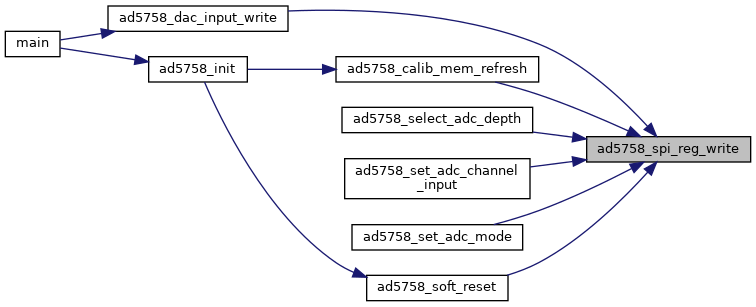 ad5758_dac_input_write
main
ad5758_init
ad5758_calib_mem_refresh
ad5758_select_adc_depth
ad5758_spi_reg_write
ad5758_set_adc_channel
_input
ad5758_set_adc_mode
ad5758_soft_reset